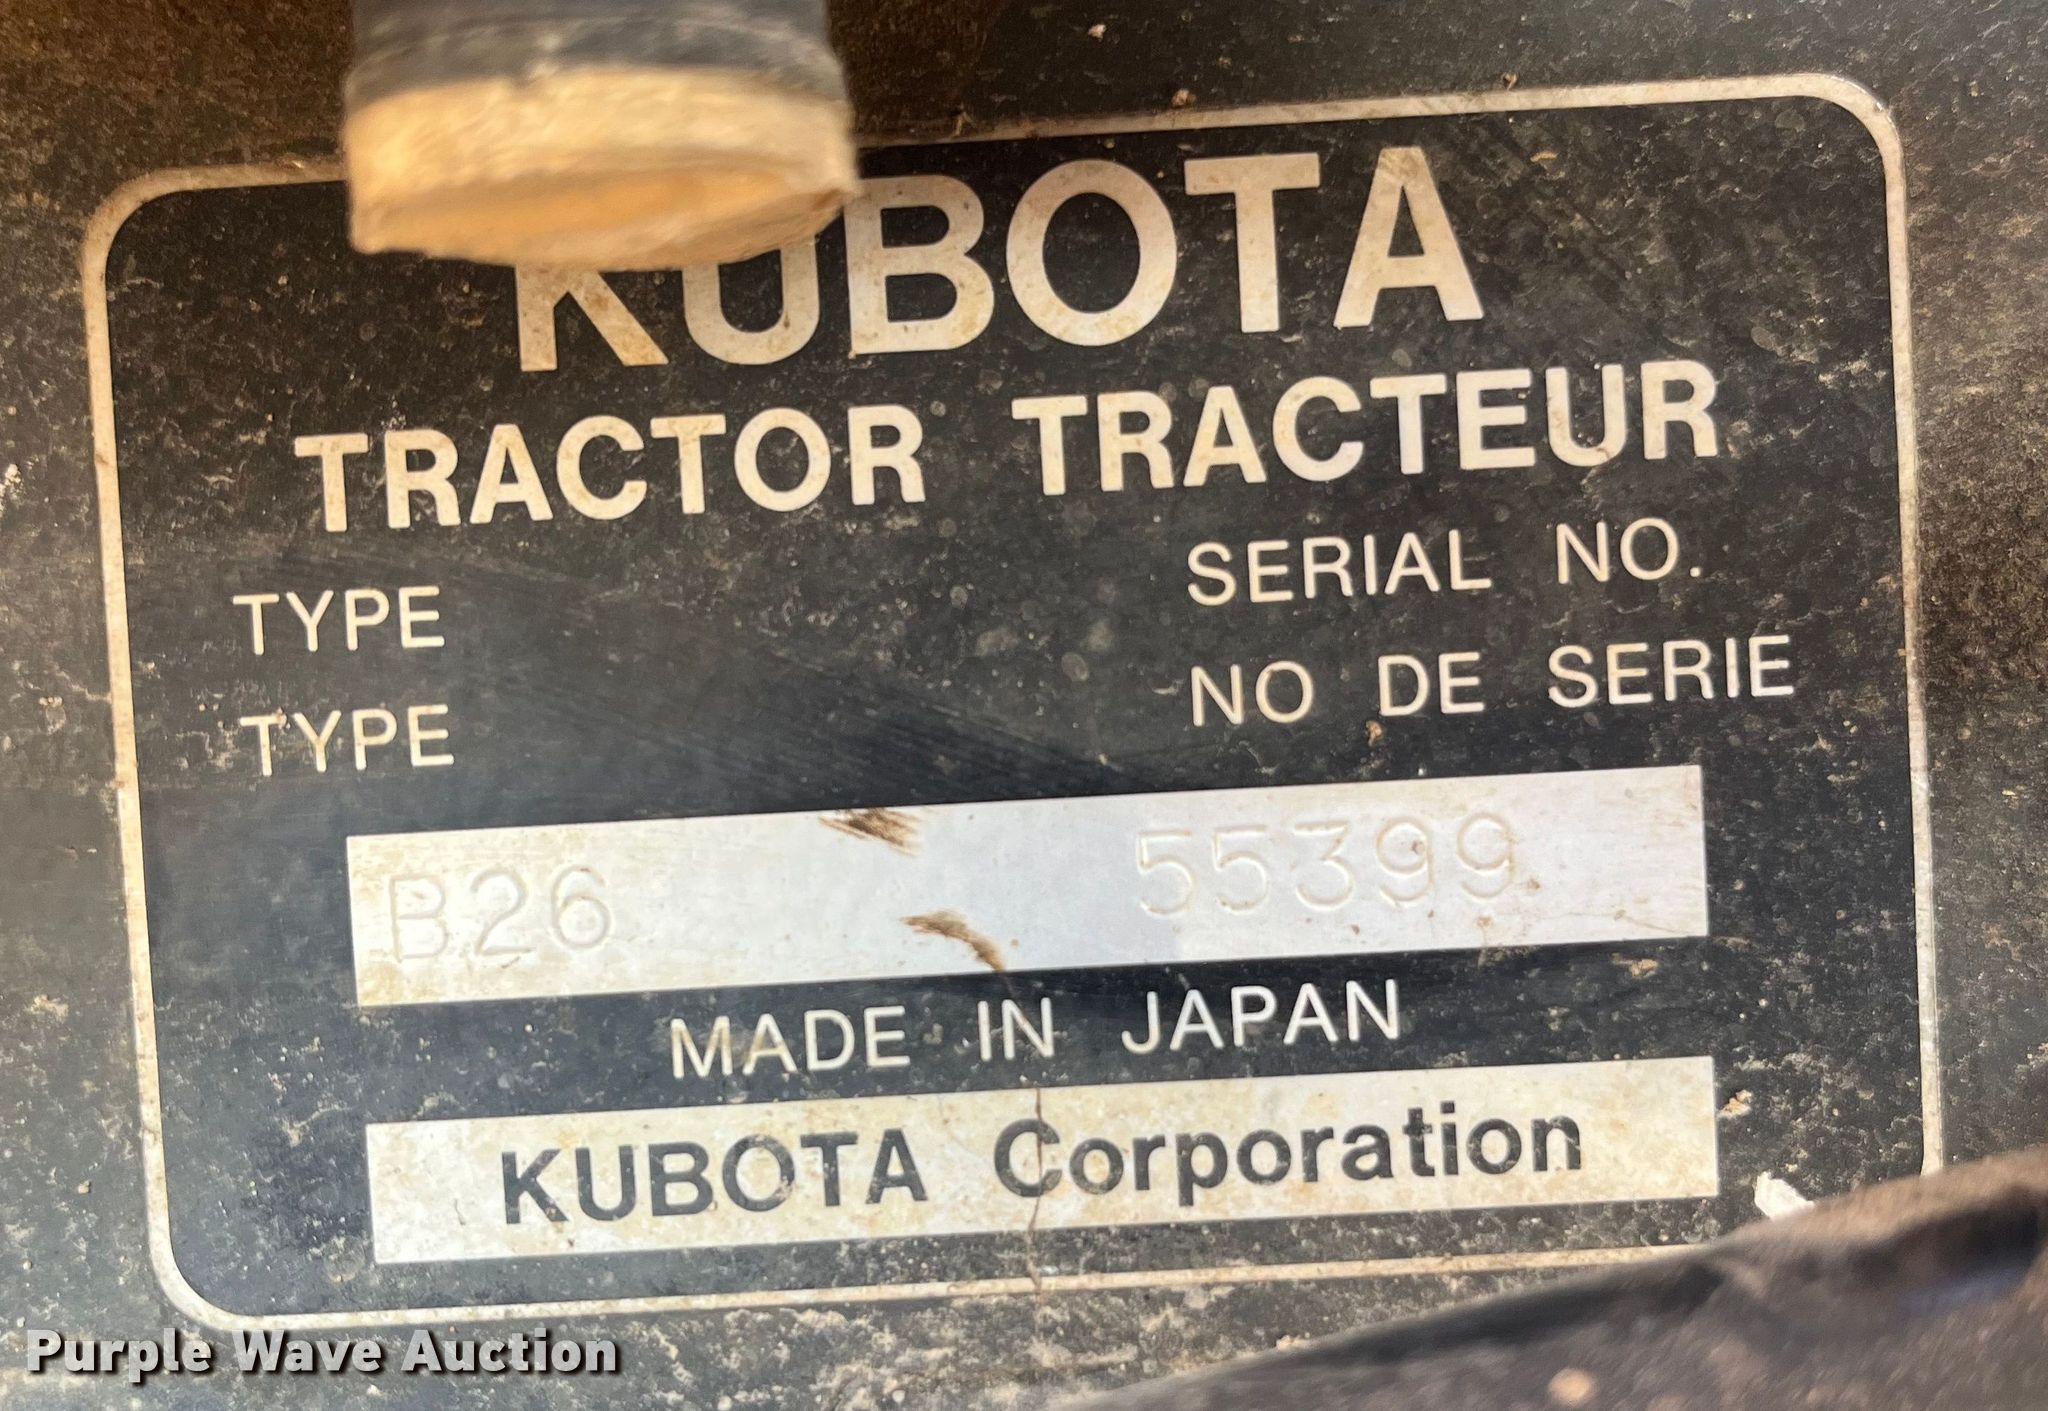 KUBOTA
TRACTOR TRACTEUR
TYPE SERIAL NO.
TYPE NO DE SERIE
B26 55399
MADE IN JAPAN
KUBOTA Corporation
Purple Wave Auction